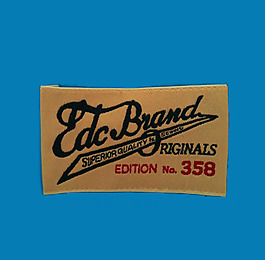 Edc Brand
SUPERIOR QUALITY
ORIGINALS
EDITION No. 358